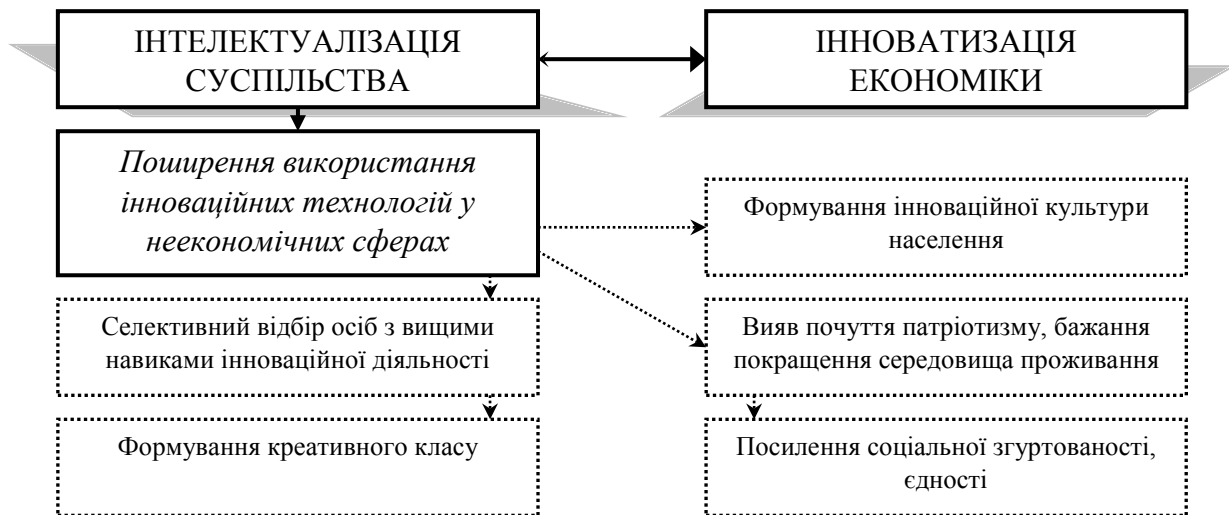 ІНТЕЛЕКТУАЛІЗАЦІЯ
СУСПІЛЬСТВА
ІННОВАТИЗАЦІЯ
ЕКОНОМІКИ
Поширення використання
інноваційних технологій у
неекономічних сферах
Формування інноваційної культури
населення
Селективний відбір осіб з вищими
навиками інноваційної діяльності
Вияв почуття патріотизму, бажання
покращення середовища проживання
Формування креативного класу
Посилення соціальної згуртованості,
єдності